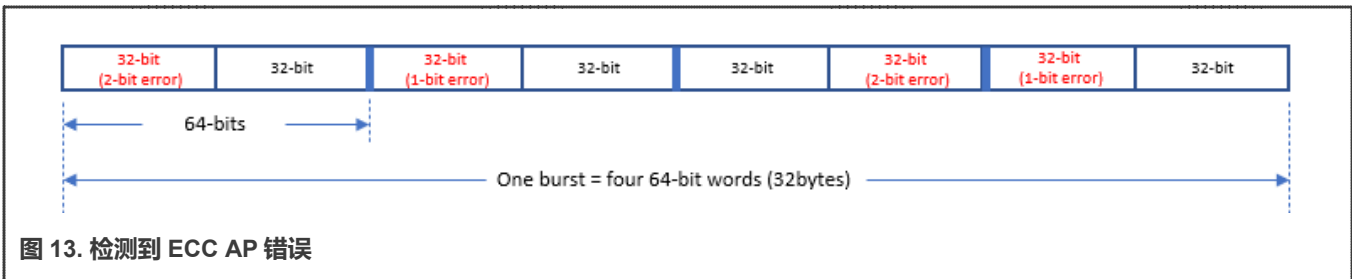 32-bit
(2-bit error)
32-bit
32-bit
(1-bit error)
32-bit
32-bit
32-bit
(2-bit error)
32-bit
(1-bit error)
32-bit
64-bits
One burst = four 64-bit words (32bytes)
图 13. 检测到 ECC AP 错误